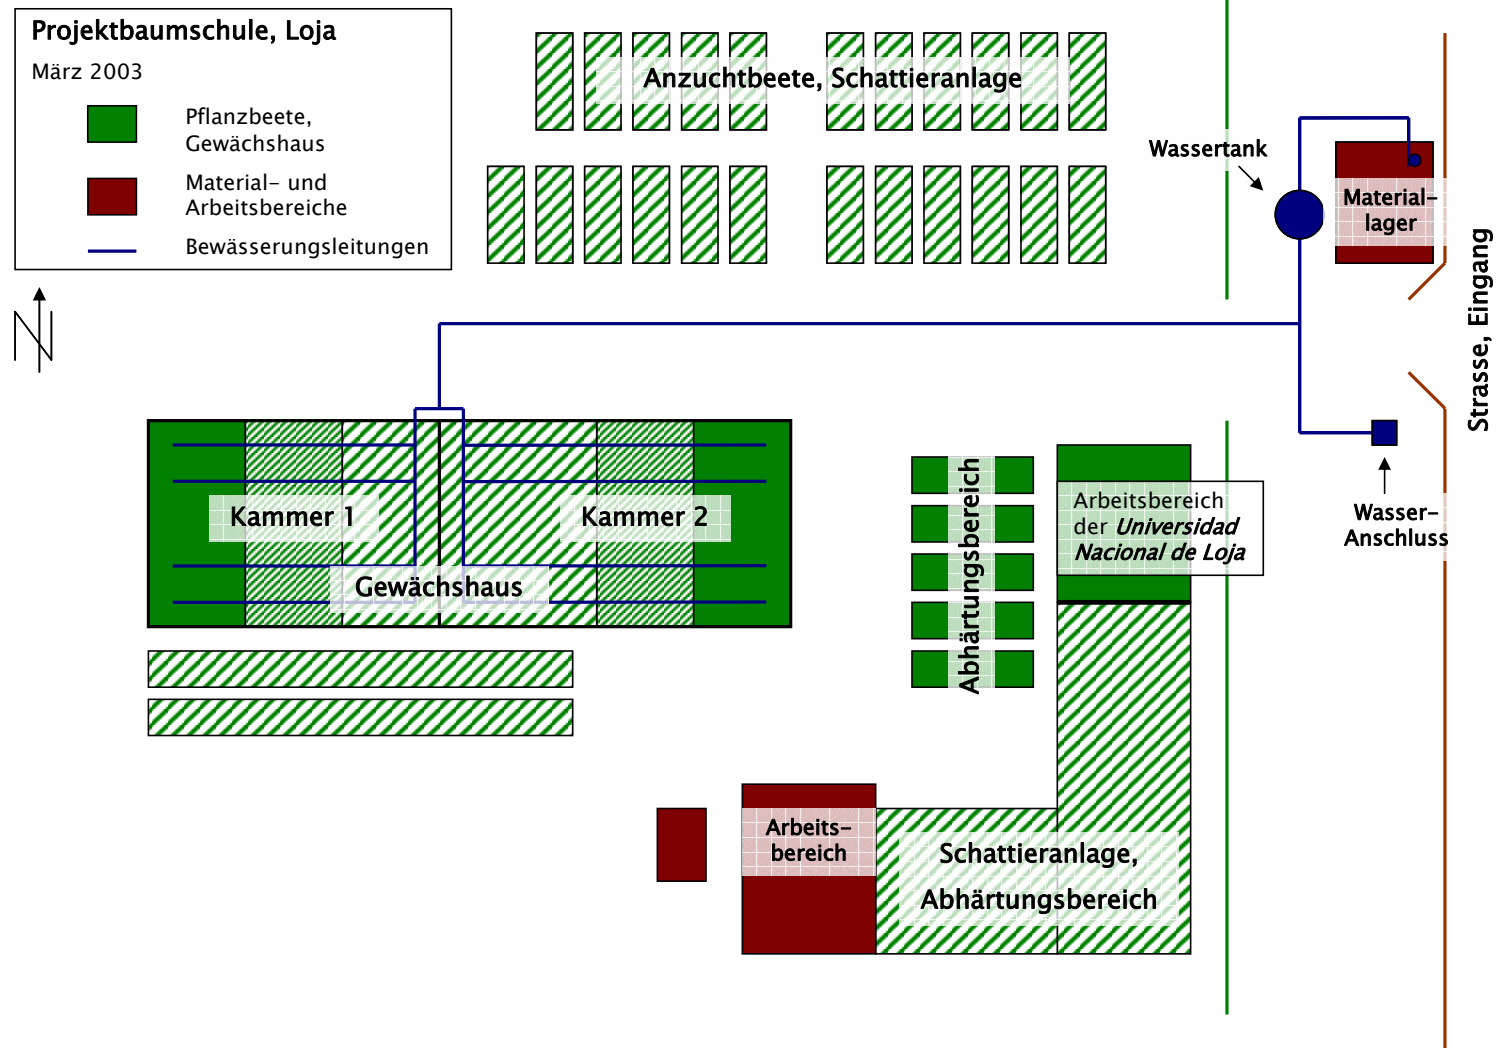 Projektbaumschule, Loja
März 2003
Pflanzbeete,
Gewächshaus
Material- und
Arbeitsbereiche
Bewässerungsleitungen
N
Anzuchtbeete, Schattieranlage
Wassertank
Material-
lager
Strasse, Eingang
Wasser-
Anschluss
Kammer 1
Kammer 2
Gewächshaus
Abhärtungsbereich
Arbeitsbereich
der Universidad
Nacional de Loja
Arbeits-
bereich
Schattieranlage,
Abhärtungsbereich